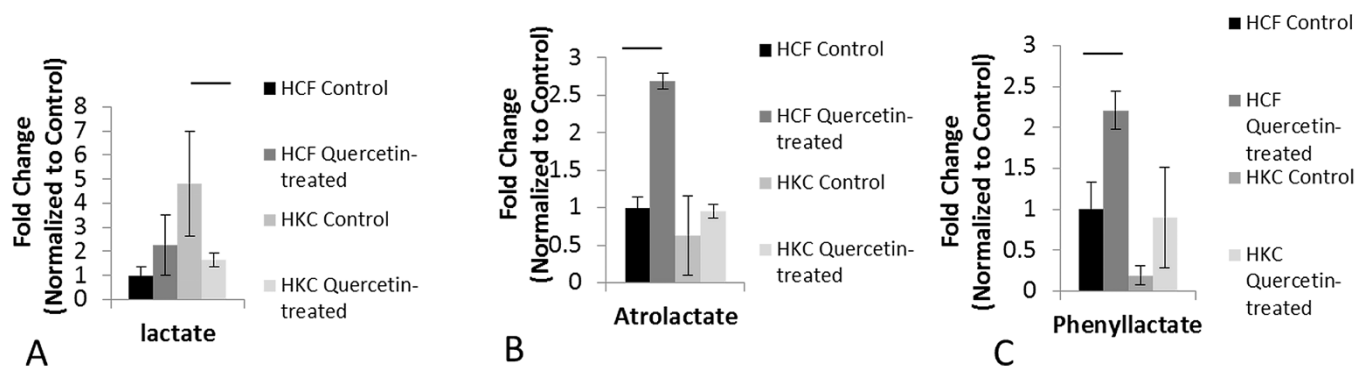 Fold Change
(Normalized to Control)
8
7
6
5
4
3
2
1
0
lactate
HCF Control
HCF Quercetin-
treated
HKC Control
HKC Quercetin-
treated
A
Fold Change
(Normalized to Control)
3
2.5
2
1.5
1
0.5
0
Atrolactate
HCF Control
HCF Quercetin-
treated
HKC Control
HKC Quercetin-
treated
B
Fold Change
(Normalized to Control)
3
2.5
2
1.5
1
0.5
0
Phenyllactate
HCF Control
HCF
Quercetin-
treated
HKC Control
HKC
Quercetin-
treated
C